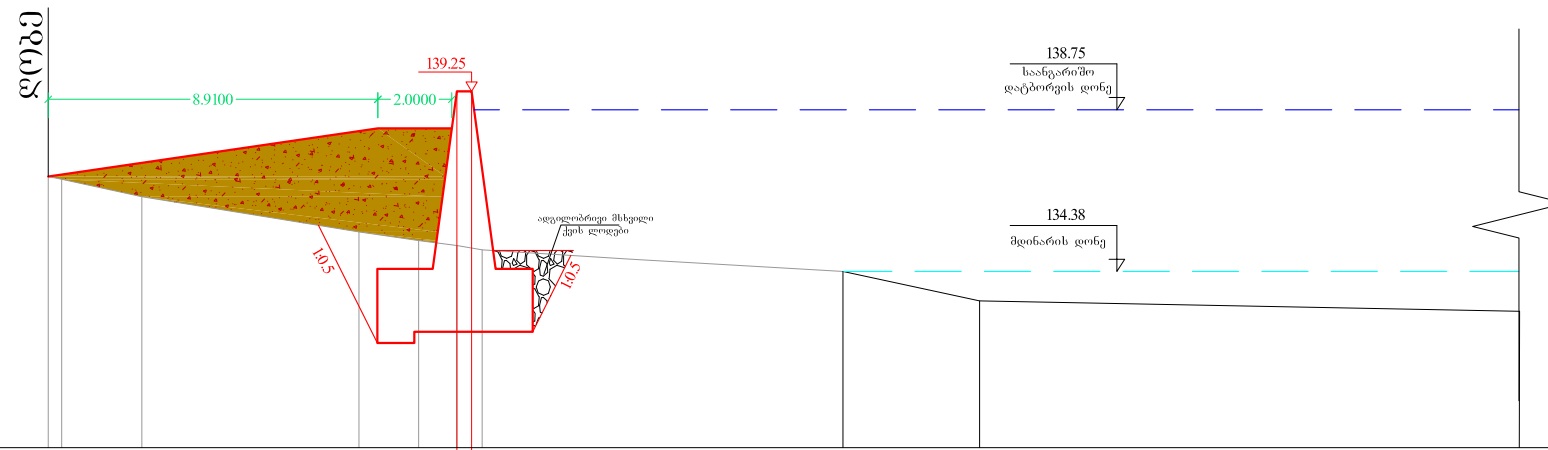 ღობე
8.9100
2.0000
139.25
138.75
საანგარიშო
დატბორვის დონე
134.38
მდინარის დონე
ადგილობრივი მსხვილი
ქვის ლოდები
1:0.5
1:0.5